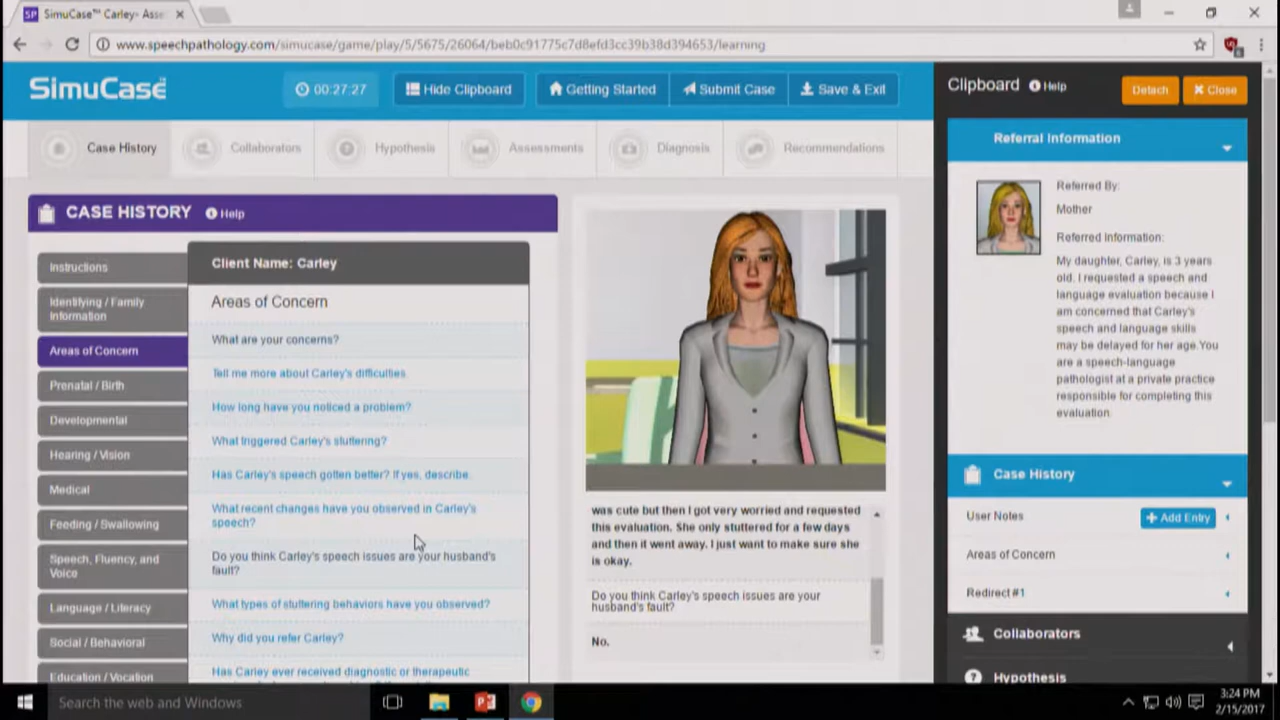 SimuCase™ Carley- Asse
www.speechpathology.com/simucase/game/play/5/5675/26064/beb0c91775c7d8efd3cc39b38d394653/learning
SimuCase
00:27:27
Hide Clipboard
Getting Started
Submit Case
Save & Exit
Clipboard
Help
Detach
Close
Case History
Collaborators
Hypothesis
Assessments
Diagnosis
Recommendations
CASE HISTORY
Help
Instructions
Identifying / Family
Information
Areas of Concern
Prenatal / Birth
Developmental
Hearing / Vision
Medical
Feeding / Swallowing
Speech, Fluency, and
Voice
Language / Literacy
Social / Behavioral
Education / Vocation
Client Name: Carley
Areas of Concern
What are your concerns?
Tell me more about Carley's difficulties.
How long have you noticed a problem?
What triggered Carley's stuttering?
Has Carley's speech gotten better? If yes, describe.
What recent changes have you observed in Carley's
speech?
Do you think Carley's speech issues are your husband's
fault?
What types of stuttering behaviors have you observed?
Why did you refer Carley?
Has Carley ever received diagnostic or therapeutic
was cute but then I got very worried and requested
this evaluation. She only stuttered for a few days
and then it went away. I just want to make sure she
is okay.
Do you think Carley's speech issues are your
husband's fault?
No.
Referral Information
Referred By:
Mother
Referred Information:
My daughter, Carley, is 3 years
old. I requested a speech and
language evaluation because I
am concerned that Carley's
speech and language skills
may be delayed for her age.You
are a speech-language
pathologist at a private practice
responsible for completing this
evaluation.
Case History
User Notes
Add Entry
Areas of Concern
Redirect #1
Collaborators
Hypothesis
Search the web and Windows
3:24 PM
2/15/2017